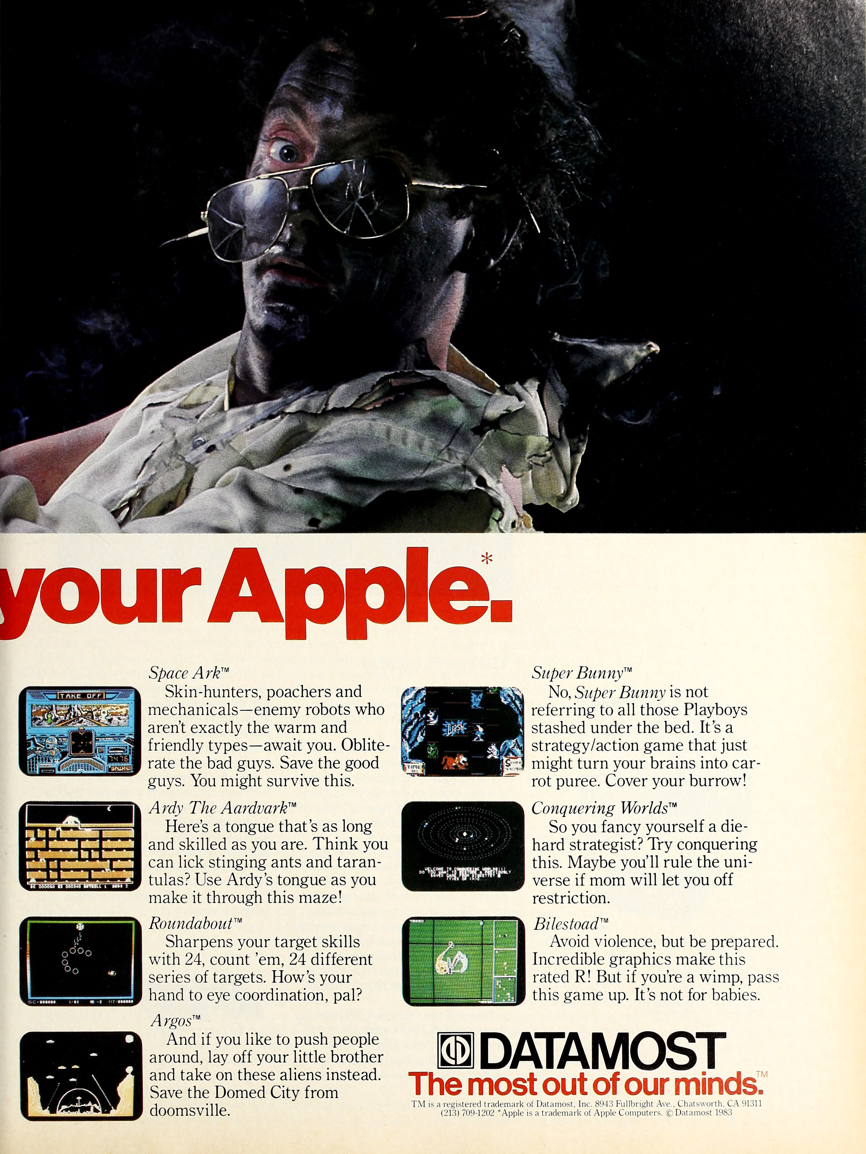 your Apple.*
Space Ark™
Skin-hunters, poachers and
mechanicals—enemy robots who
aren't exactly the warm and
friendly types—await you. Oblite-
rate the bad guys. Save the good
guys. You might survive this.
TAKE OFF
Ardy The Aardvark™
Here's a tongue that's as long
and skilled as you are. Think you
can lick stinging ants and taran-
tulas? Use Ardy's tongue as you
make it through this maze!
Roundabout™
Sharpens your target skills
with 24, count 'em, 24 different
series of targets. How's your
hand to eye coordination, pal?
Argos™
And if you like to push people
around, lay off your little brother
and take on these aliens instead.
Save the Domed City from
doomsville.
Super Bunny™
No, Super Bunny is not
referring to all those Playboys
stashed under the bed. It's a
strategy/action game that just
might turn your brains into car-
rot puree. Cover your burrow!
Conquering Worlds™
So you fancy yourself a die-
hard strategist? Try conquering
this. Maybe you'll rule the uni-
verse if mom will let you off
restriction.
Bilestoad™
Avoid violence, but be prepared.
Incredible graphics make this
rated R! But if you're a wimp, pass
this game up. It's not for babies.
DATAMOST
The most out of our minds.™
TM is a registered trademark of Datamost, Inc. 8943 Fullbright Ave., Chatsworth, CA 91311
(213) 709-1202 *Apple is a trademark of Apple Computers. © Datamost 1983